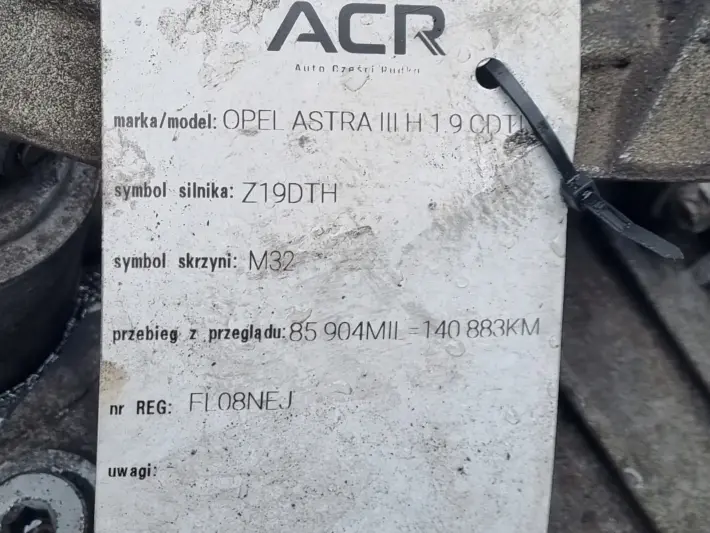 ACR
Auto Części Rudka
marka/model: OPEL ASTRA III H 1.9 CDTI
symbol silnika: Z19DTH
symbol skrzyni: M32
przebieg z przeglądu: 85 904MIL=140 883KM
nr REG: FL08NEJ
uwagi: